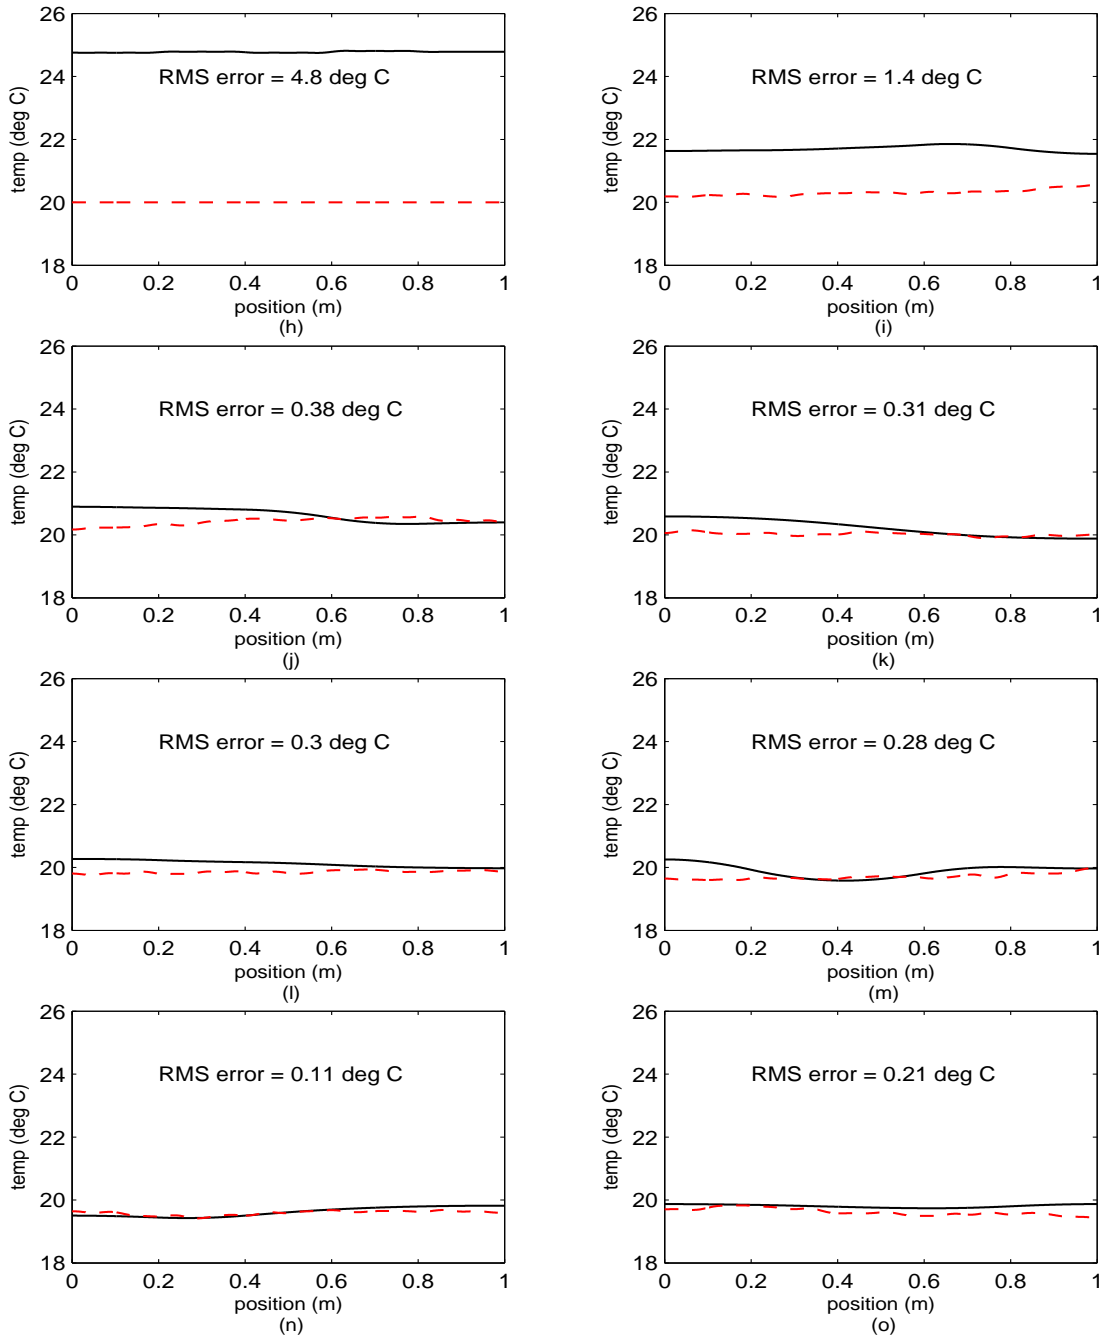 26
24
22
20
18
temp (deg C)
RMS error = 4.8 deg C
0 0.2 0.4 0.6 0.8 1
position (m)
(h)
26
24
22
20
18
temp (deg C)
RMS error = 1.4 deg C
0 0.2 0.4 0.6 0.8 1
position (m)
(i)
26
24
22
20
18
temp (deg C)
RMS error = 0.38 deg C
0 0.2 0.4 0.6 0.8 1
position (m)
(j)
26
24
22
20
18
temp (deg C)
RMS error = 0.31 deg C
0 0.2 0.4 0.6 0.8 1
position (m)
(k)
26
24
22
20
18
temp (deg C)
RMS error = 0.3 deg C
0 0.2 0.4 0.6 0.8 1
position (m)
(l)
26
24
22
20
18
temp (deg C)
RMS error = 0.28 deg C
0 0.2 0.4 0.6 0.8 1
position (m)
(m)
26
24
22
20
18
temp (deg C)
RMS error = 0.11 deg C
0 0.2 0.4 0.6 0.8 1
position (m)
(n)
26
24
22
20
18
temp (deg C)
RMS error = 0.21 deg C
0 0.2 0.4 0.6 0.8 1
position (m)
(o)